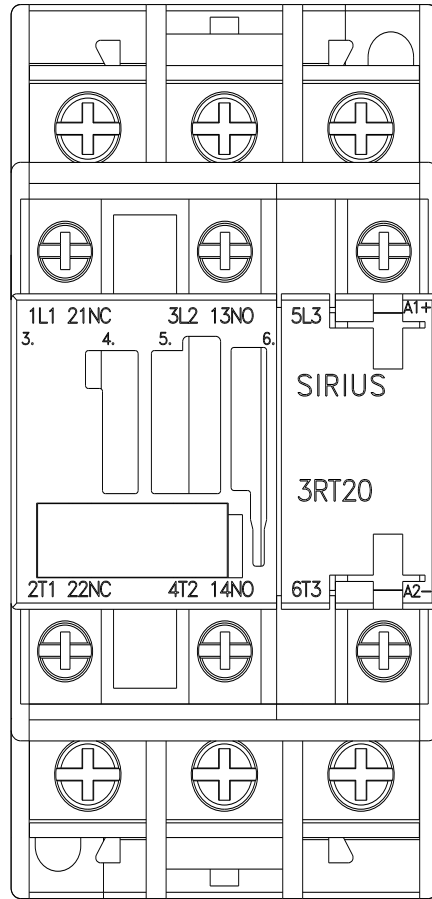 1L1 21NC 3L2 13NO 5L3 A1+
3. 4. 5. 6.
SIRIUS
3RT20
2T1 22NC 4T2 14NO 6T3 A2-